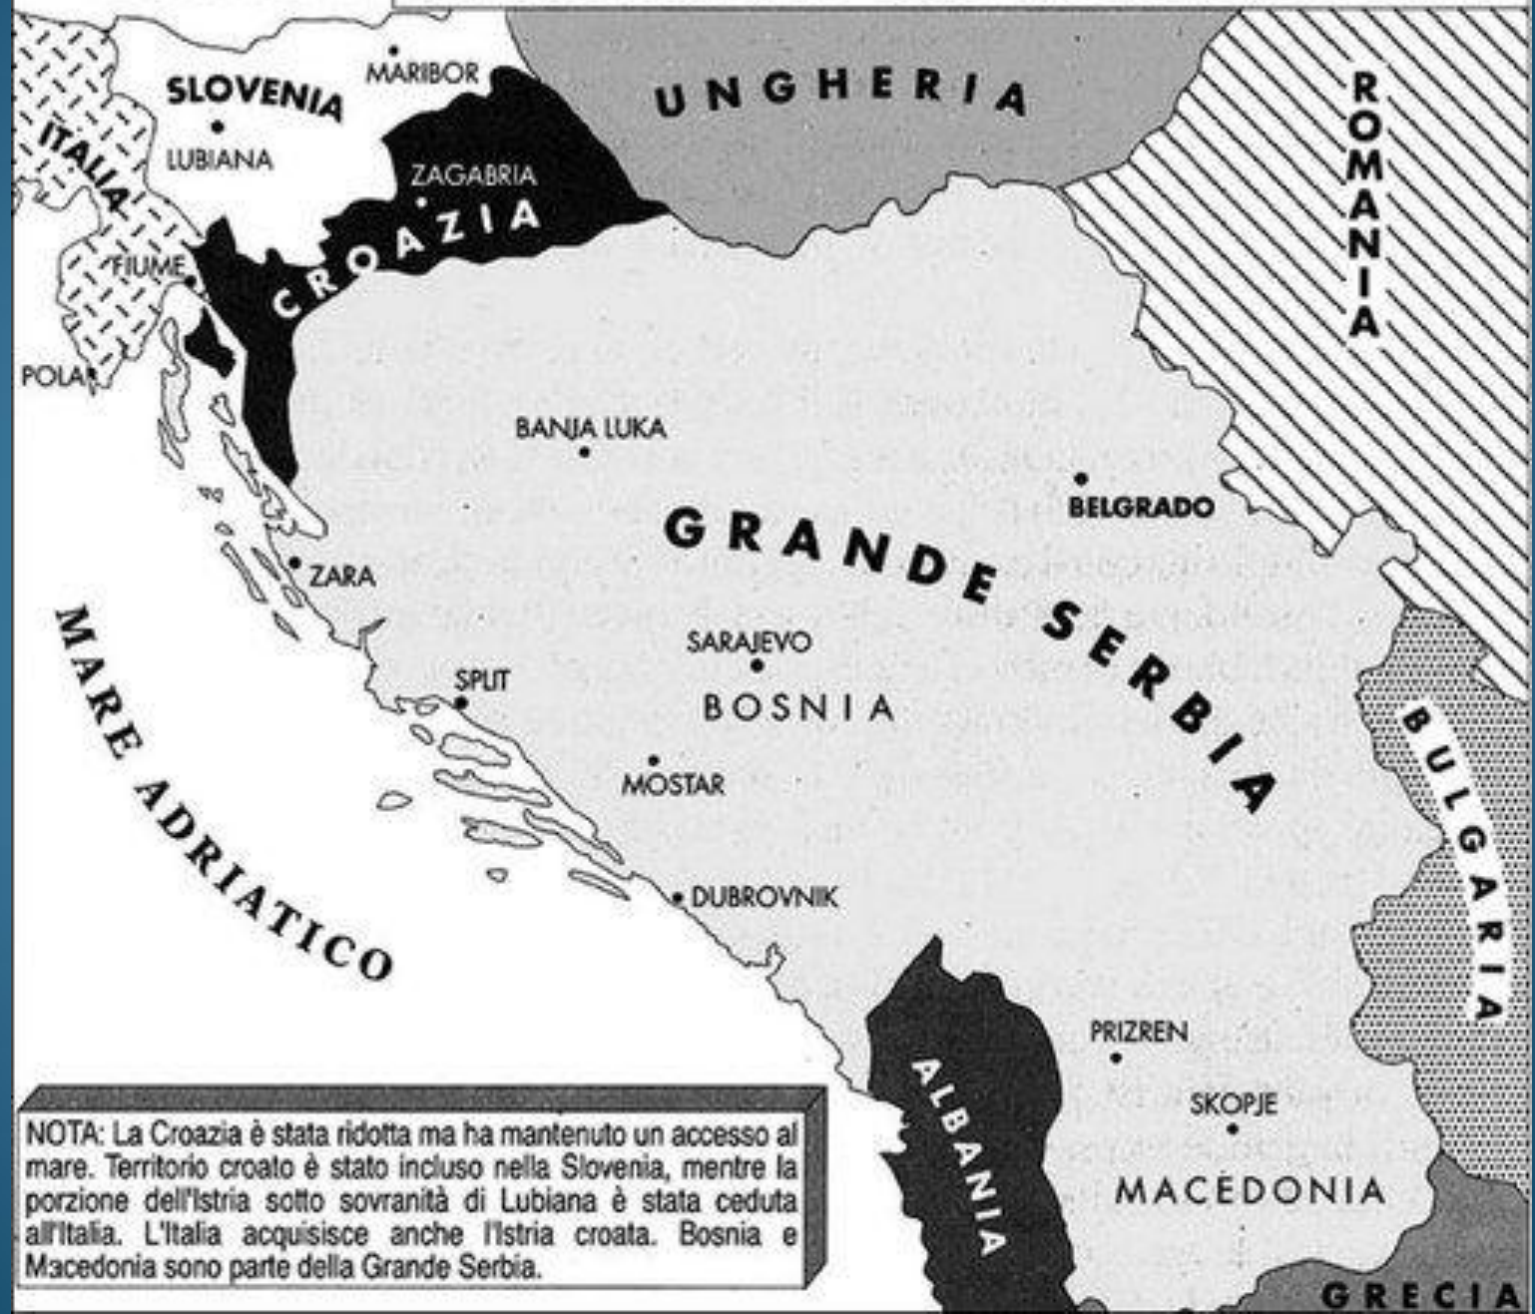 MARIBOR
SLOVENIA
LUBIANA
UNGHERIA
ROMANIA
ITALIA
ZAGABRIA
CROAZIA
FIUME
POLA
BANJA LUKA
BELGRADO
GRANDE SERBIA
ZARA
SARAJEVO
BOSNIA
SPLIT
MOSTAR
MARE ADRIATICO
BULGARIA
DUBROVNIK
PRIZREN
ALBANIA
SKOPJE
MACEDONIA
GRECIA
NOTA: La Croazia è stata ridotta ma ha mantenuto un accesso al
mare. Territorio croato è stato incluso nella Slovenia, mentre la
porzione dell'Istria sotto sovranità di Lubiana è stata ceduta
all'Italia. L'Italia acquisisce anche l'Istria croata. Bosnia e
Macedonia sono parte della Grande Serbia.